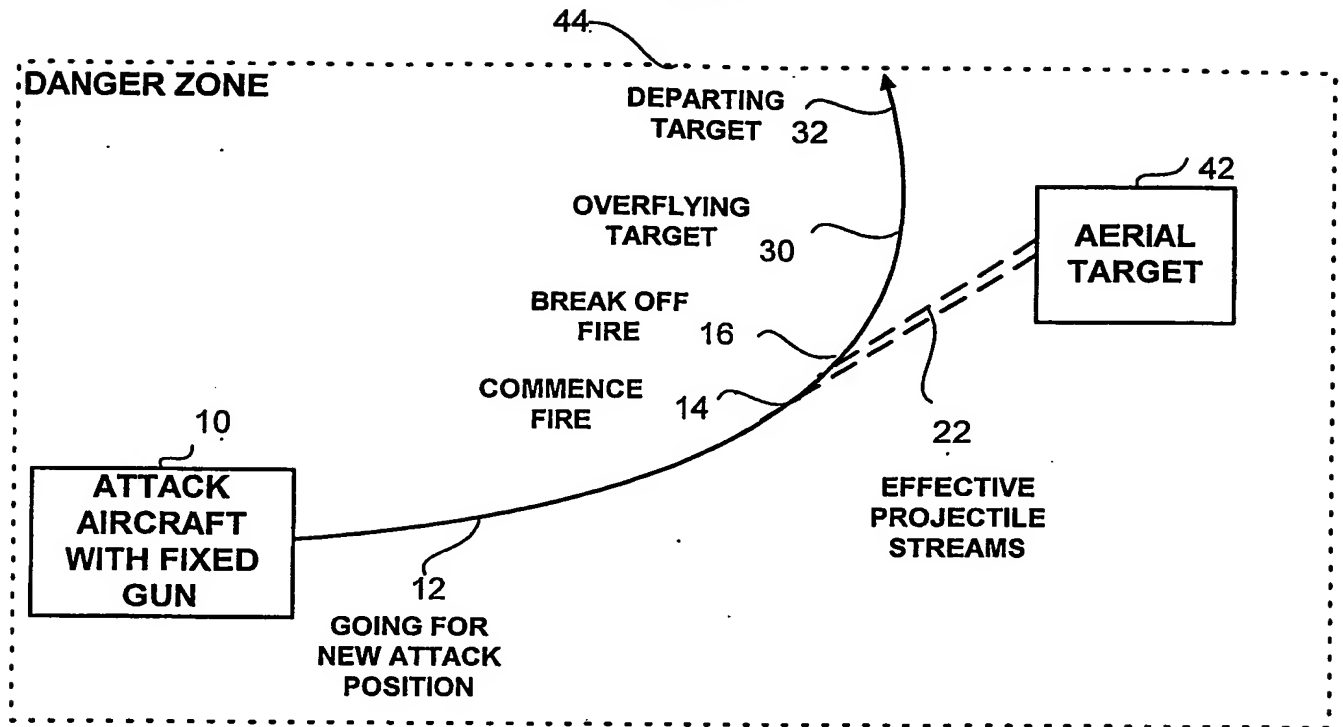 44
DANGER ZONE
DEPARTING
TARGET 32
42
OVERFLYING
TARGET 30
AERIAL
TARGET
BREAK OFF
FIRE 16
COMMENCE
FIRE 14
22
EFFECTIVE
PROJECTILE
STREAMS
10
ATTACK
AIRCRAFT
WITH FIXED
GUN
12
GOING FOR
NEW ATTACK
POSITION